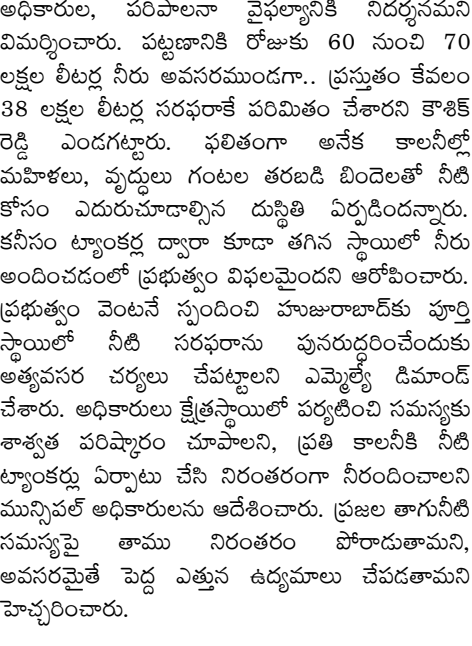 అధికారుల, పరిపాలనా వైఫల్యానికి నిదర్శనమని
విమర్శించారు. పట్టణానికి రోజుకు 60 నుంచి 70
లక్షల లీటర్ల నీరు అవసరముండగా.. ప్రస్తుతం కేవలం
38 లక్షల లీటర్ల సరఫరాకే పరిమితం చేశారని కౌశిక్
రెడ్డి ఎండగట్టారు. ఫలితంగా అనేక కాలనీల్లో
మహిళలు, వృద్ధులు గంటల తరబడి బిందెలతో నీటి
కోసం ఎదురుచూడాల్సిన దుస్థితి ఏర్పడిందన్నారు.
కనీసం ట్యాంకర్ల ద్వారా కూడా తగిన స్థాయిలో నీరు
అందించడంలో ప్రభుత్వం విఫలమైందని ఆరోపించారు.
ప్రభుత్వం వెంటనే స్పందించి హుజురాబాద్‌కు పూర్తి
స్థాయిలో నీటి సరఫరాను పునరుద్ధరించేందుకు
అత్యవసర చర్యలు చేపట్టాలని ఎమ్మెల్యే డిమాండ్
చేశారు. అధికారులు క్షేత్రస్థాయిలో పర్యటించి సమస్యకు
శాశ్వత పరిష్కారం చూపాలని, ప్రతి కాలనీకి నీటి
ట్యాంకర్లు ఏర్పాటు చేసి నిరంతరంగా నీరందించాలని
మున్సిపల్ అధికారులను ఆదేశించారు. ప్రజల తాగునీటి
సమస్యపై తాము నిరంతరం పోరాడుతామని,
అవసరమైతే పెద్ద ఎత్తున ఉద్యమాలు చేపడతామని
హెచ్చరించారు.